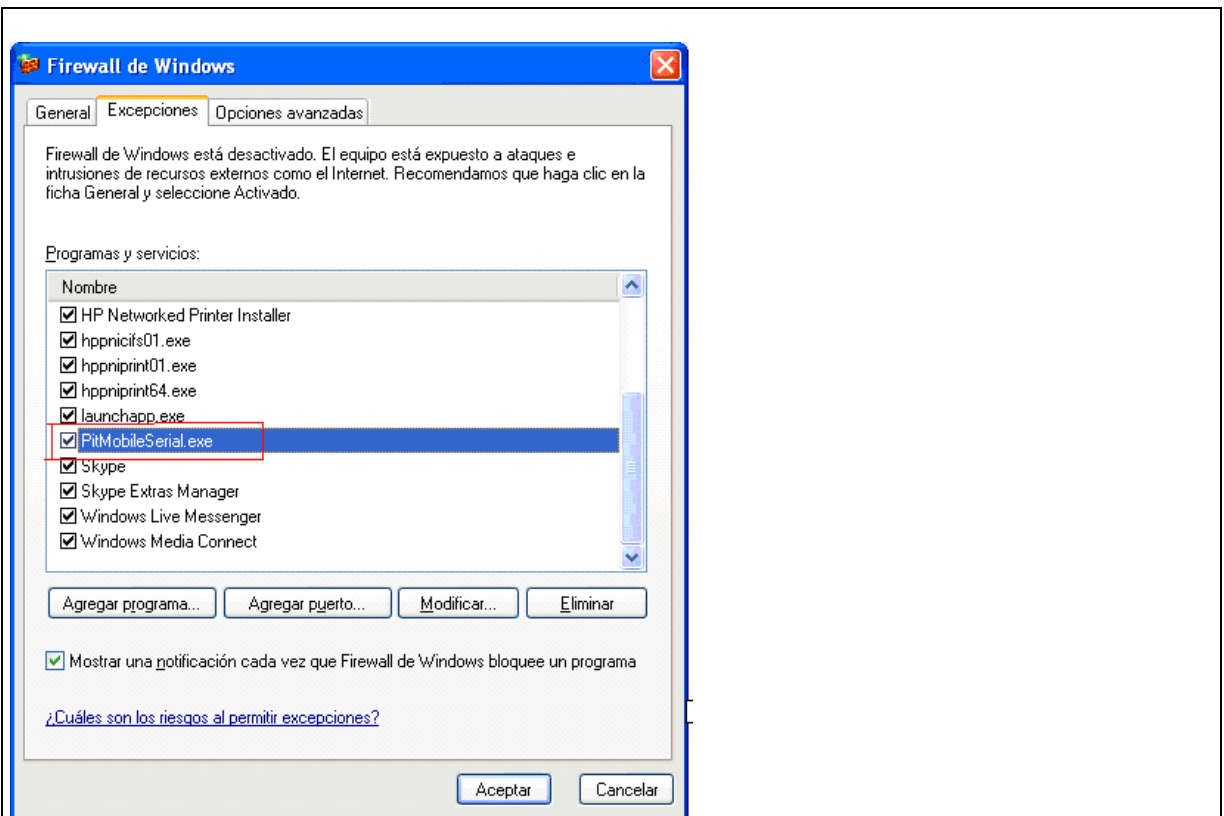 Firewall de Windows
General Excepciones Opciones avanzadas
Firewall de Windows está desactivado. El equipo está expuesto a ataques e
intrusiones de recursos externos como el Internet. Recomendamos que haga clic en la
ficha General y seleccione Activado.
Programas y servicios:
Nombre
HP Networked Printer Installer
hppnicifs01.exe
hppniprint01.exe
hppniprint64.exe
launchapp.exe
PitMobileSerial.exe
Skype
Skype Extras Manager
Windows Live Messenger
Windows Media Connect
Agregar programa... Agregar puerto... Modificar... Eliminar
Mostrar una notificación cada vez que Firewall de Windows bloquee un programa
¿Cuáles son los riesgos al permitir excepciones?
Aceptar Cancelar